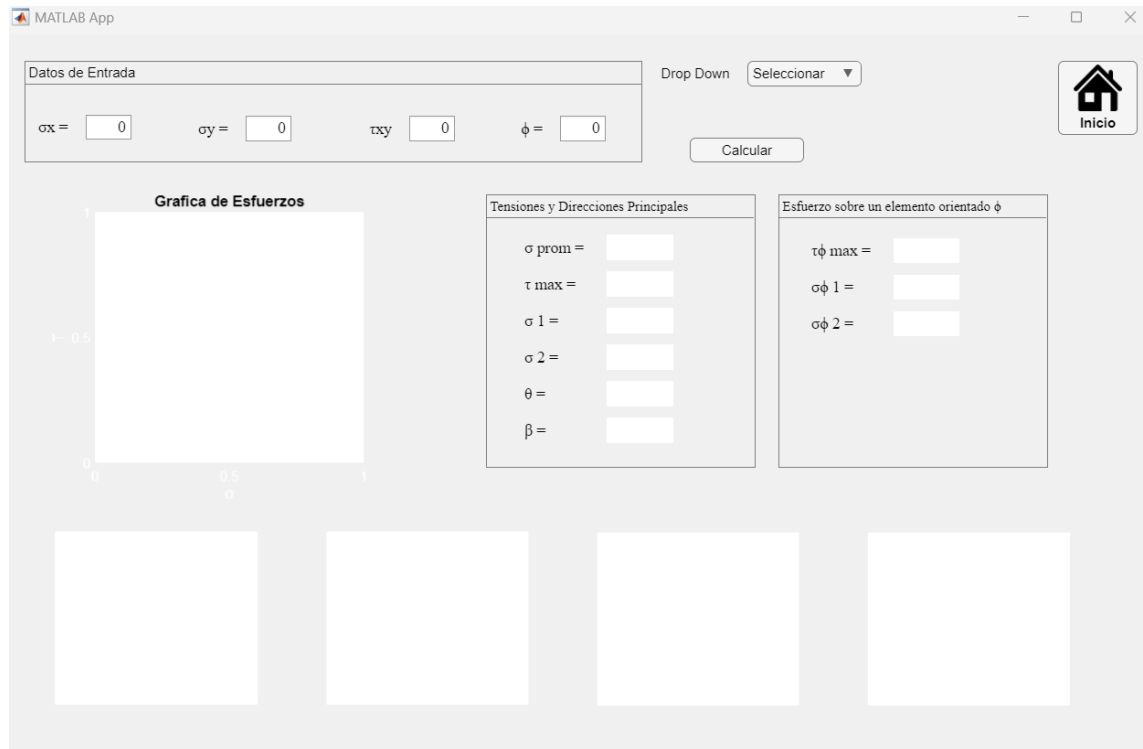 MATLAB App
Datos de Entrada
σx = 0 σy = 0 τxy 0 ϕ = 0
Drop Down Seleccionar
Calcular
Inicio
Grafica de Esfuerzos
1
τ 0.5
0
0 0.5 1
σ
Tensiones y Direcciones Principales
σ prom =
τ max =
σ 1 =
σ 2 =
θ =
β =
Esfuerzo sobre un elemento orientado ϕ
τϕ max =
σϕ 1 =
σϕ 2 =